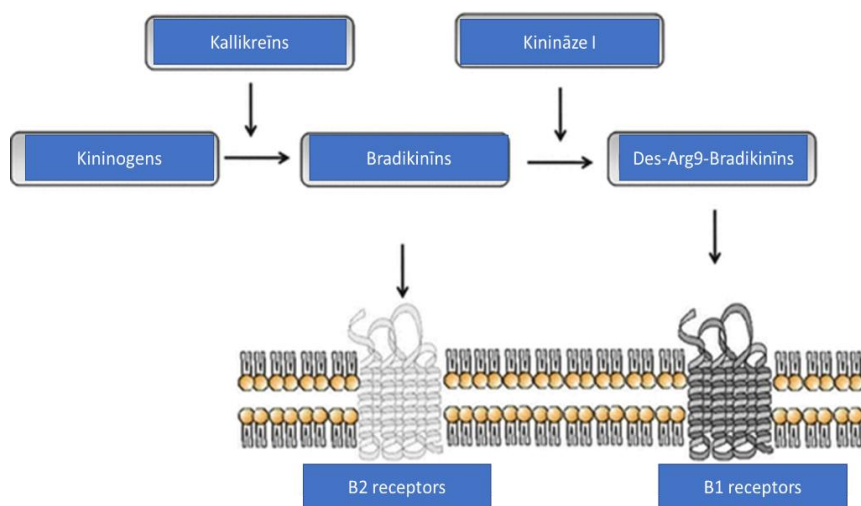 Kallikreīns
Kinināze I
Kininogens
Bradikinīns
Des-Arg9-Bradikinīns
B2 receptors
B1 receptors